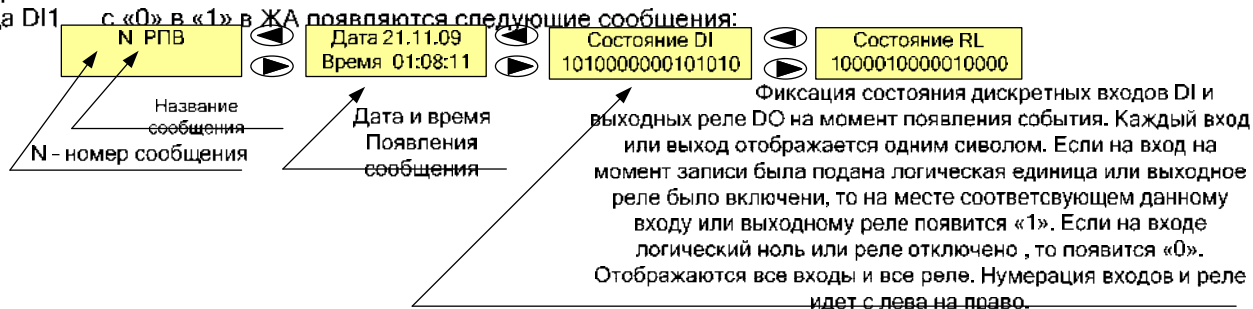 да DI1 с «0» в «1» в ЖА появляются следующие сообщения:
N РПВ
Дата 21.11.09
Время 01:08:11
Состояние DI
1010000000101010
Состояние RL
1000010000010000
Название
сообщения
N - номер сообщения
Дата и время
Появления
сообщения
Фиксация состояния дискретных входов DI и
выходных реле DO на момент появления события. Каждый вход
или выход отображается одним сиволом. Если на вход на
момент записи была подана логическая единица или выходное
реле было включени, то на месте соответсвующем данному
входу или выходному реле появится «1». Если на входе
логический ноль или реле отключено , то появится «0».
Отображаются все входы и все реле. Нумерация входов и реле
идет с лева на право.